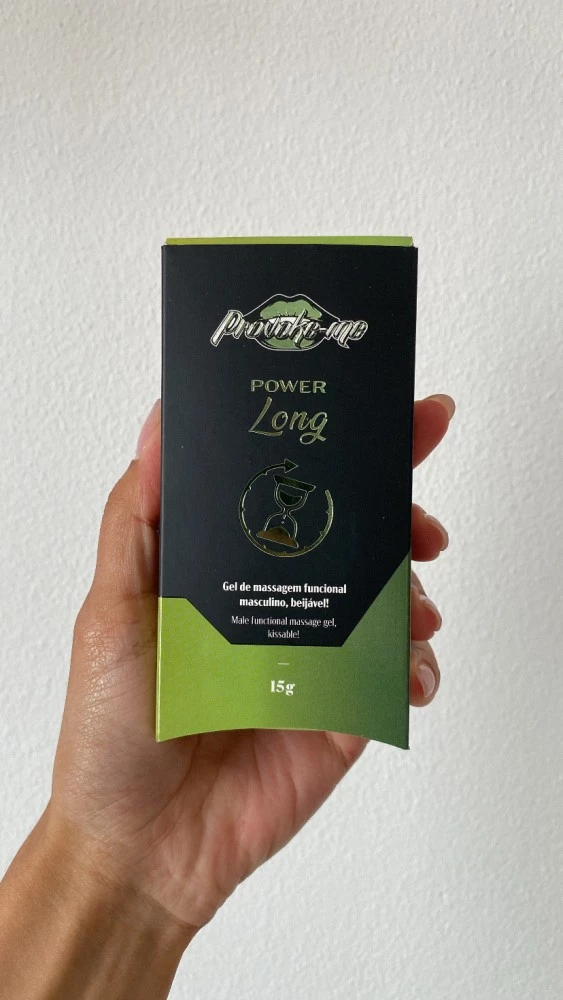 Provoke-me
POWER
Long
Gel de massagem funcional
masculino, beijável!
Male functional massage gel,
kissable!
15g